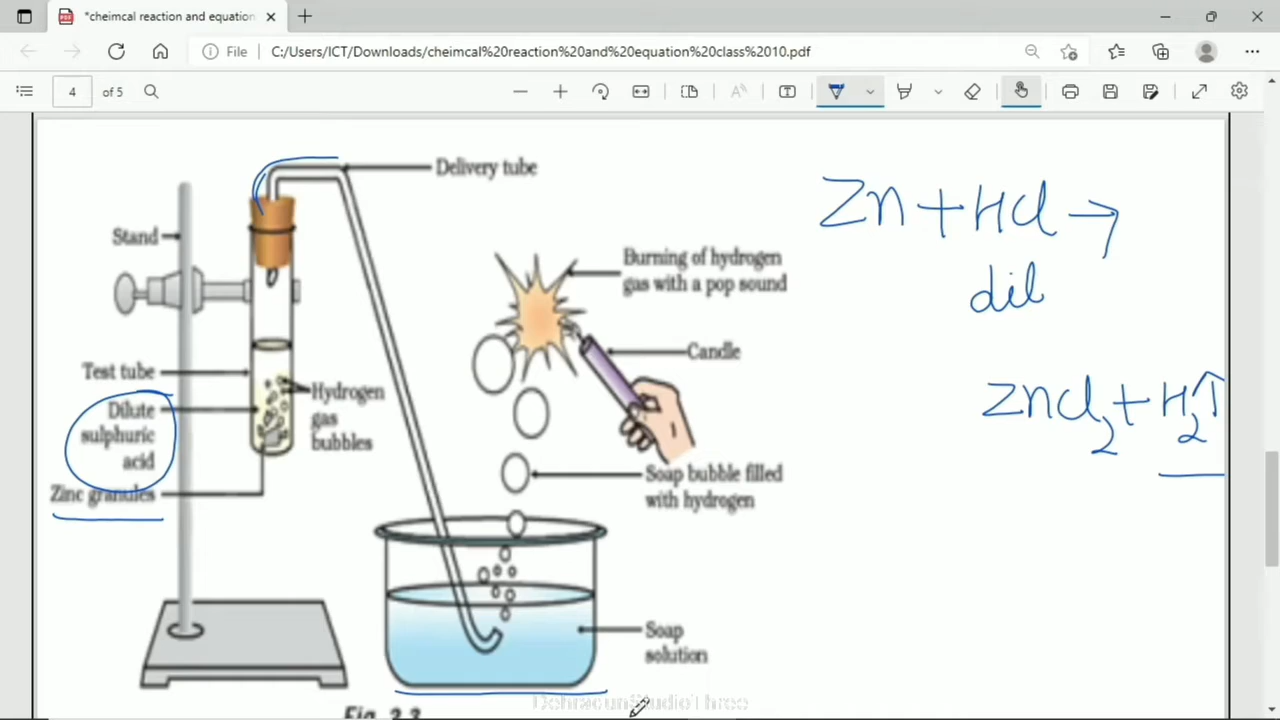 *cheimcal reaction and equation
File
C:/Users/ICT/Downloads/cheimcal%20reaction%20and%20equation%20class%2010.pdf
4 of 5
Delivery tube
Stand
Burning of hydrogen
gas with a pop sound
Candle
Test tube
Hydrogen
gas
bubbles
Dilute
sulphuric
acid
Zinc granules
Soap bubble filled
with hydrogen
Soap
solution
Zn + HCl →
dil
ZnCl₂ + H₂↑
DehradunStudioThree